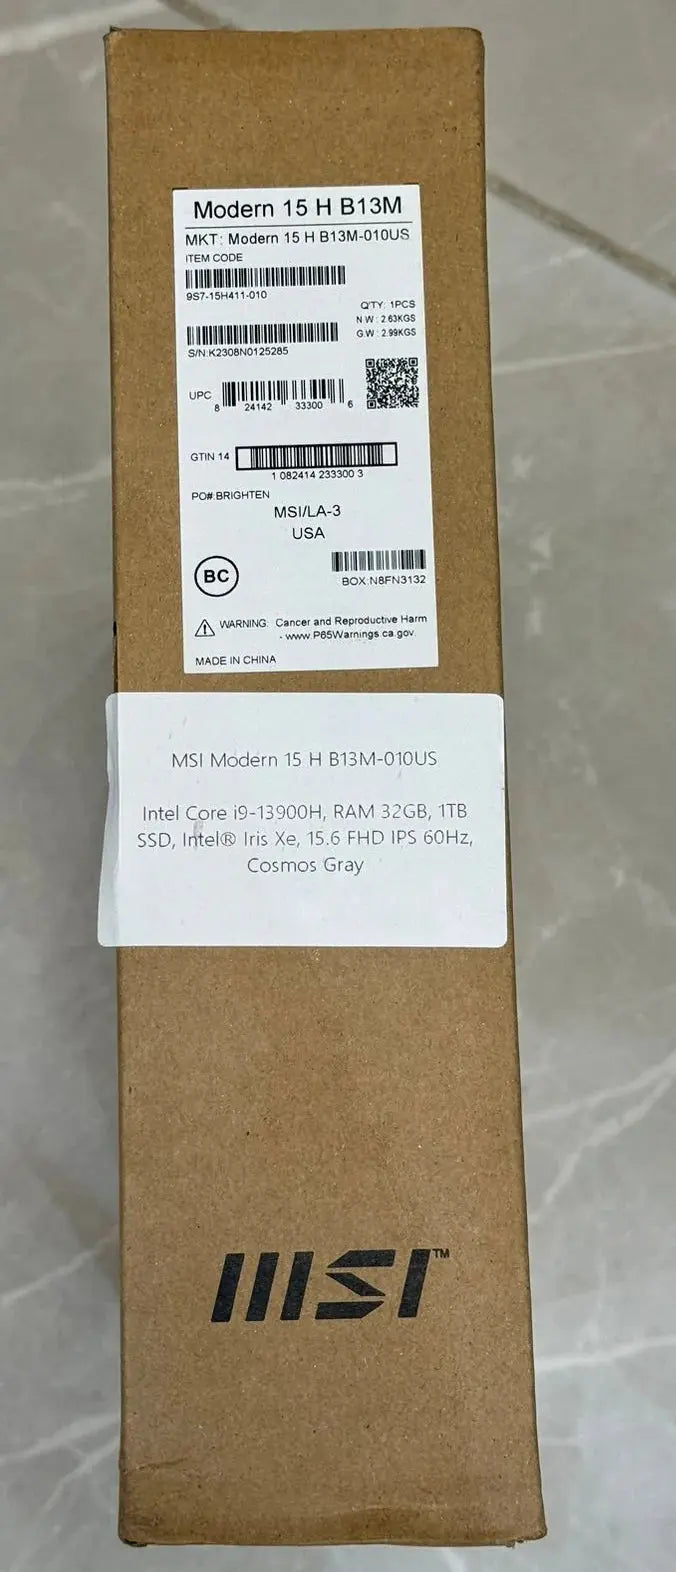 Modern 15 H B13M
MKT: Modern 15 H B13M-010US
ITEM CODE
9S7-15H411-010
Q'TY: 1PCS
N.W : 2.63KGS
G.W : 2.99KGS
S/N:K2308N0125285
UPC
8 24142 33300 6
GTIN 14
1 082414 233300 3
PO#:BRIGHTEN
MSI/LA-3
USA
BC
BOX:N8FN3132
WARNING: Cancer and Reproductive Harm
- www.P65Warnings.ca.gov.
MADE IN CHINA
MSI Modern 15 H B13M-010US
Intel Core i9-13900H, RAM 32GB, 1TB
SSD, Intel® Iris Xe, 15.6 FHD IPS 60Hz,
Cosmos Gray
MSI™